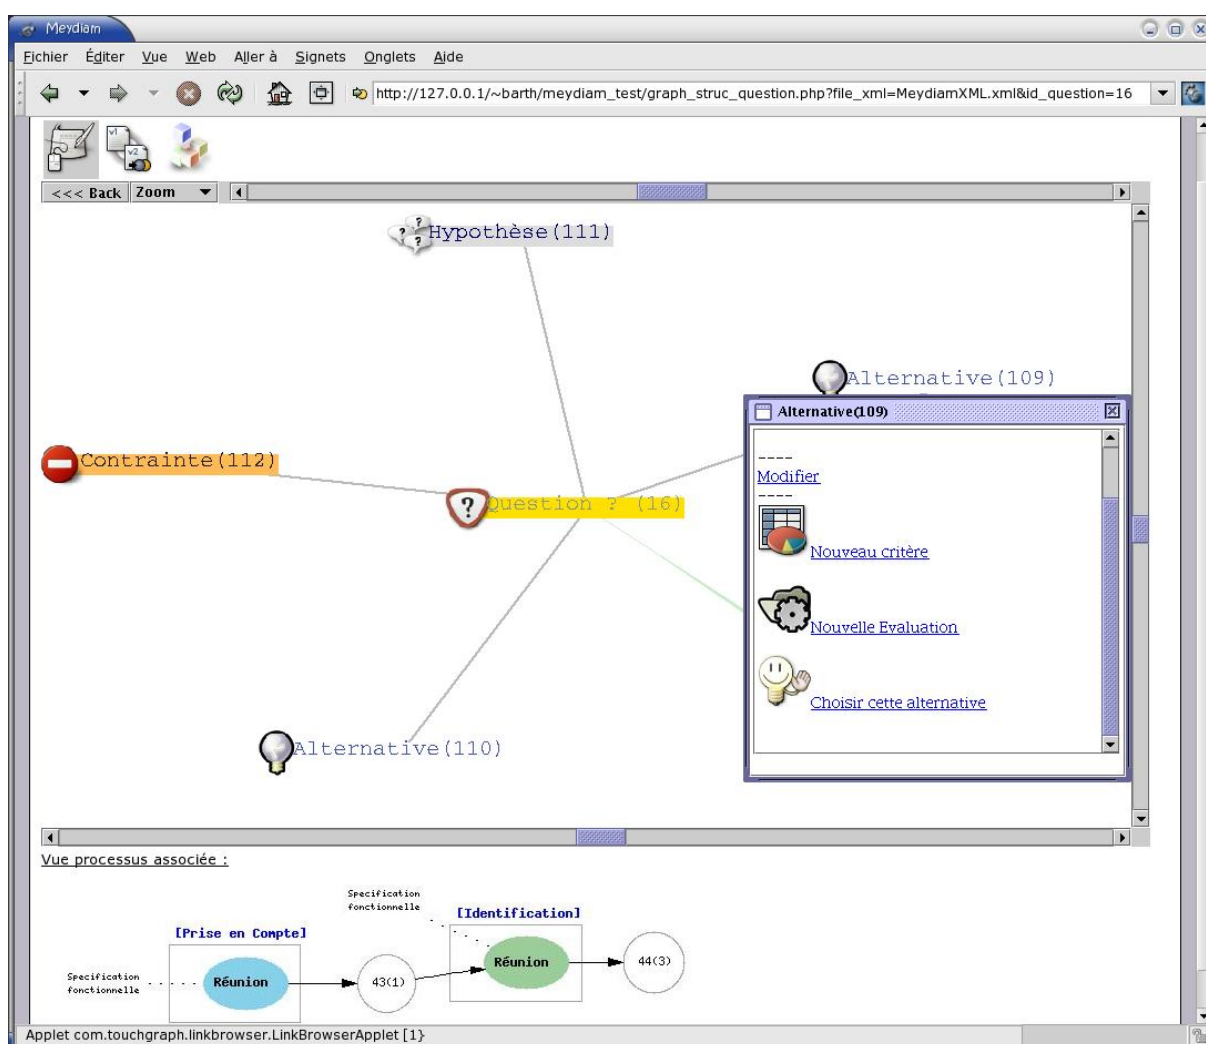 Meydiam
Fichier Éditer Vue Web Aller à Signets Onglets Aide
http://127.0.0.1/~barth/meydiam_test/graph_struc_question.php?file_xml=MeydiamXML.xml&id_question=16
v1
v2
<<< Back Zoom
? ? ? Hypothèse(111)
Alternative(109)
Alternative(109)
----
Modifier
----
Nouveau critère
Nouvelle Evaluation
Choisir cette alternative
Contrainte(112)
? Question ? (16)
Alternative(110)
Vue processus associée :
Specification
fonctionnelle
[Identification]
[Prise en Compte]
Réunion
44(3)
Specification
fonctionnelle
Réunion
43(1)
Applet com.touchgraph.linkbrowser.LinkBrowserApplet [1}